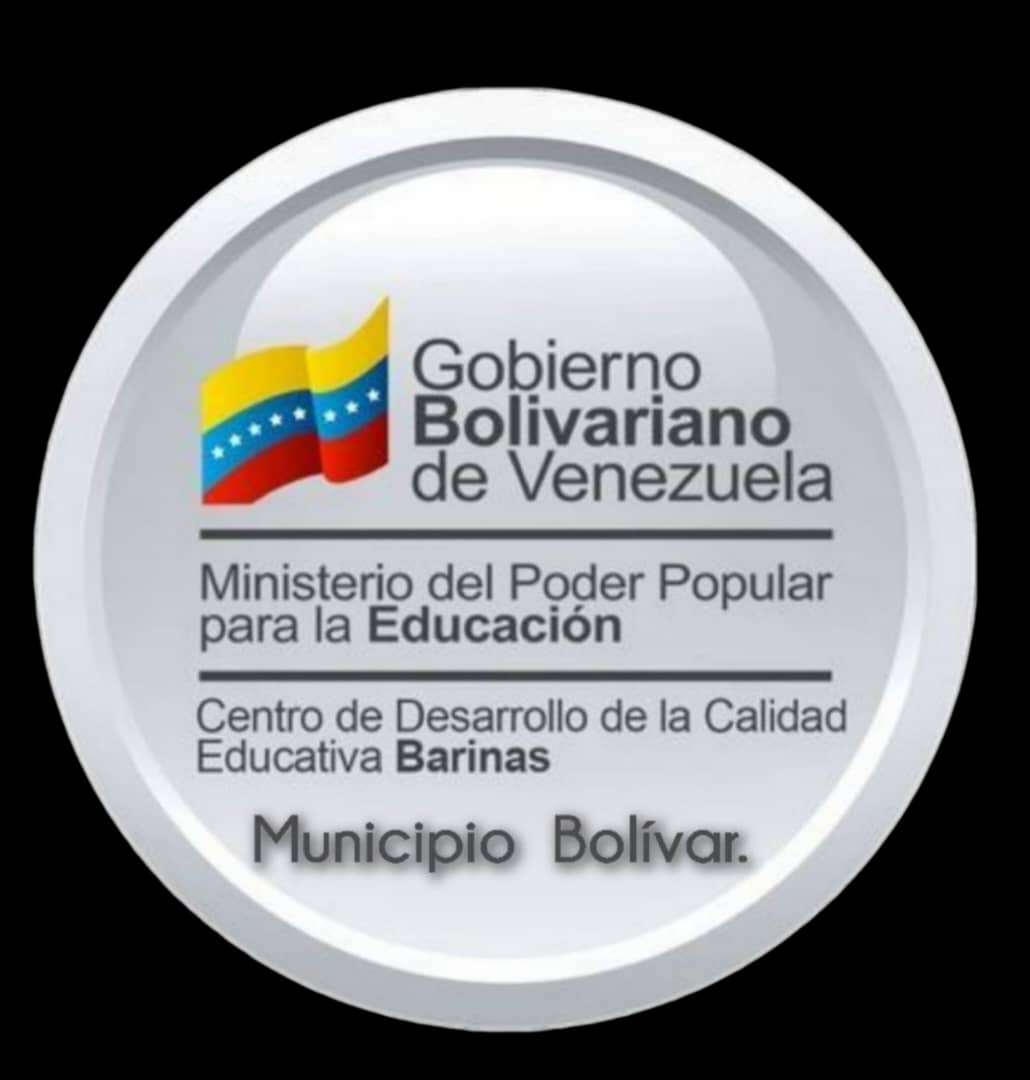 Gobierno
Bolivariano
de Venezuela
Ministerio del Poder Popular
para la Educación
Centro de Desarrollo de la Calidad
Educativa Barinas
Municipio Bolívar.